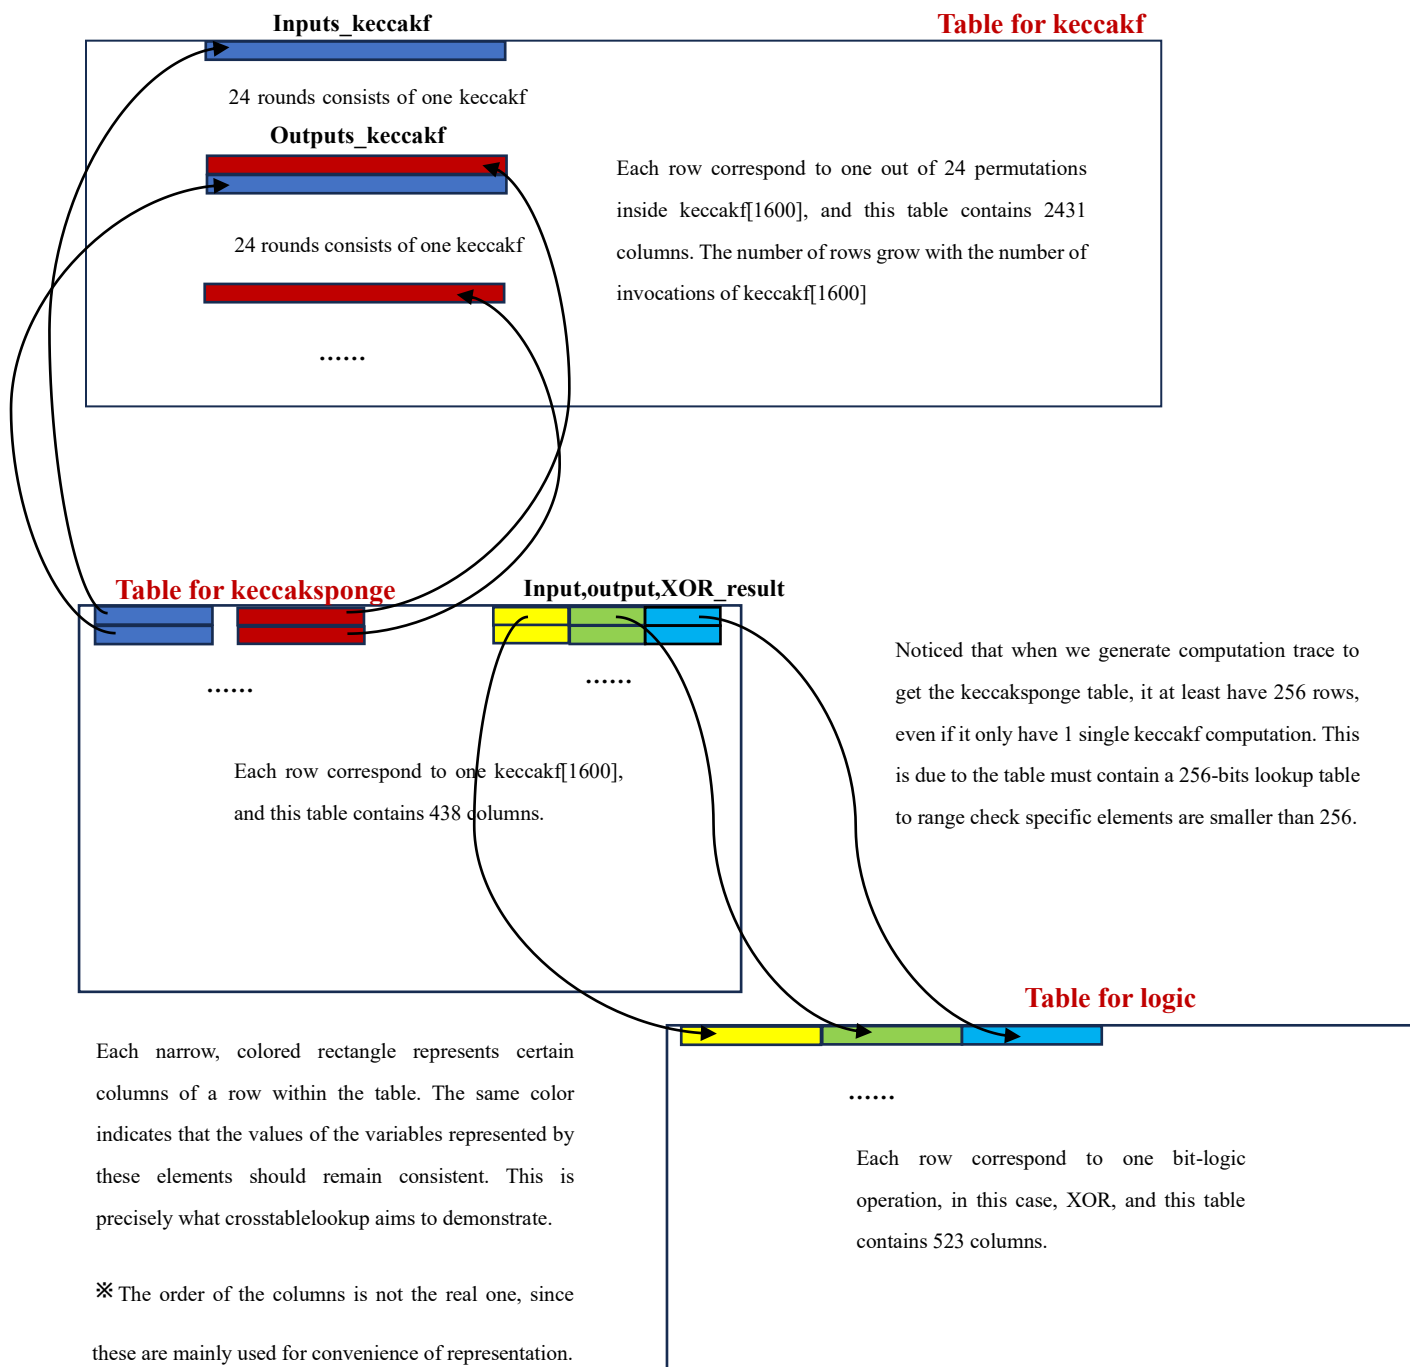 Inputs_keccakf
Table for keccakf
24 rounds consists of one keccakf
Outputs_keccakf
Each row correspond to one out of 24 permutations
inside keccakf[1600], and this table contains 2431
columns. The number of rows grow with the number of
invocations of keccakf[1600]
24 rounds consists of one keccakf
......
Table for keccaksponge
Input,output,XOR_result
......
......
Each row correspond to one keccakf[1600],
and this table contains 438 columns.
Noticed that when we generate computation trace to
get the keccaksponge table, it at least have 256 rows,
even if it only have 1 single keccakf computation. This
is due to the table must contain a 256-bits lookup table
to range check specific elements are smaller than 256.
Table for logic
......
Each row correspond to one bit-logic
operation, in this case, XOR, and this table
contains 523 columns.
Each narrow, colored rectangle represents certain
columns of a row within the table. The same color
indicates that the values of the variables represented by
these elements should remain consistent. This is
precisely what crosstablelookup aims to demonstrate.
※The order of the columns is not the real one, since
these are mainly used for convenience of representation.